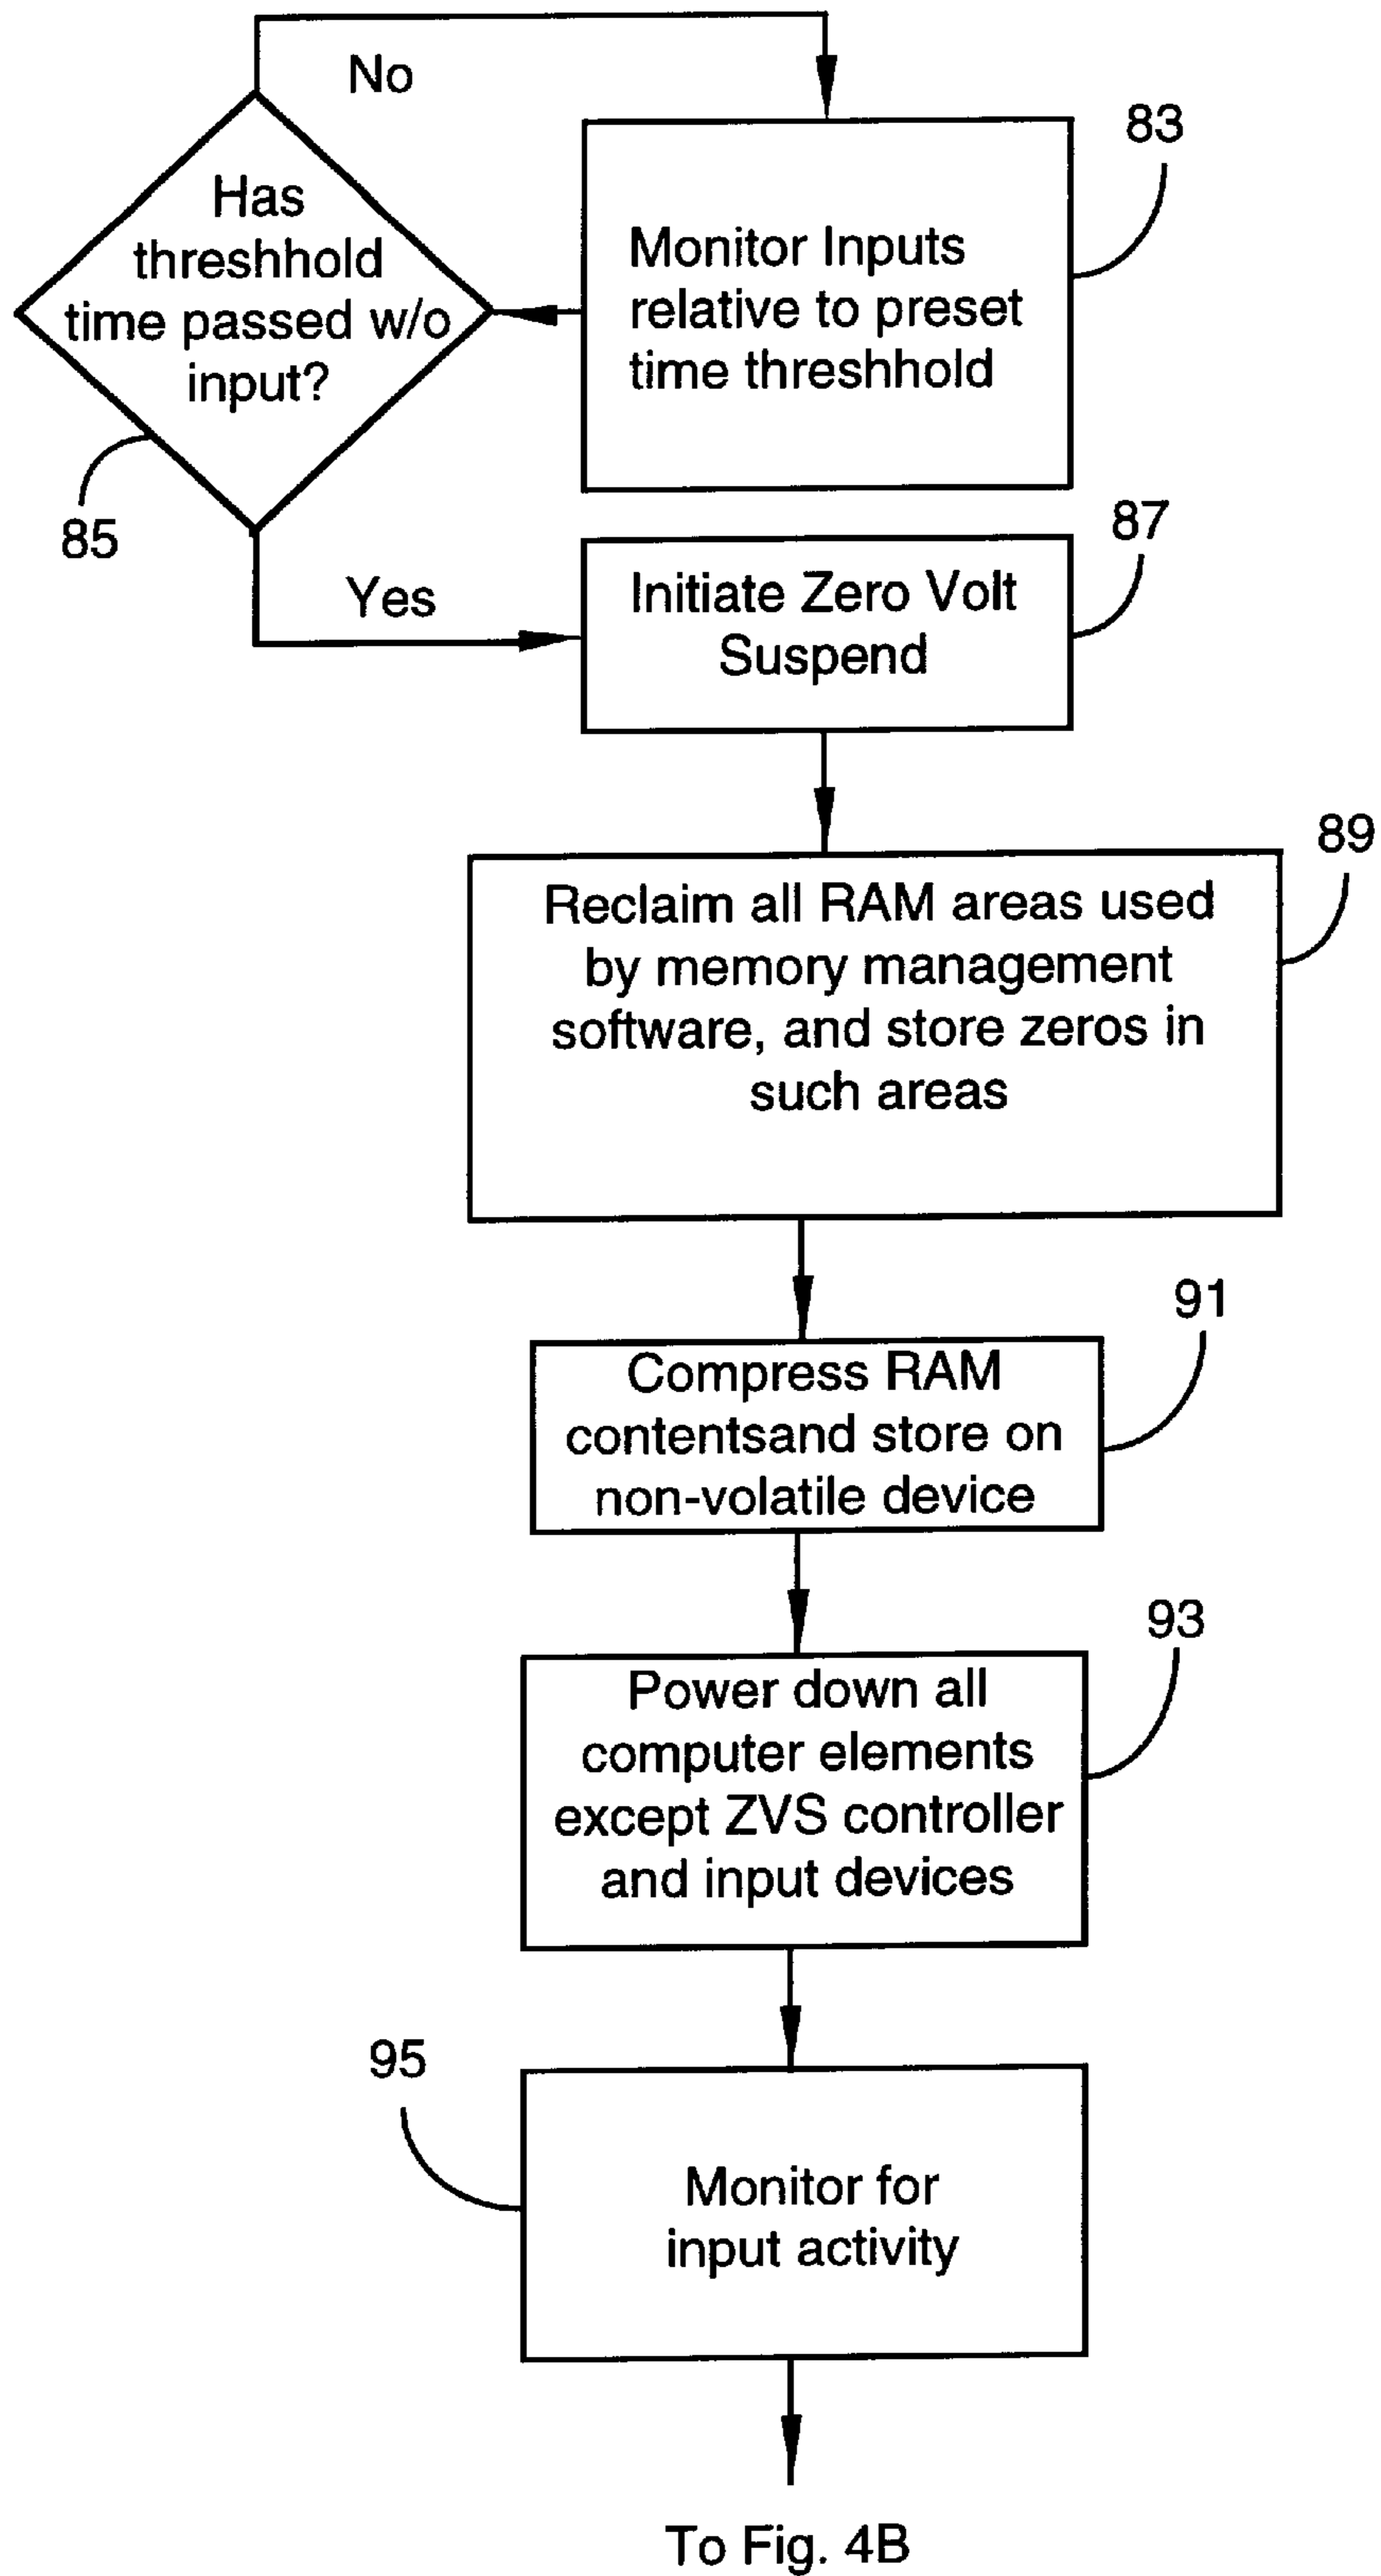 No
83
Has
threshhold
time passed w/o
input?
Monitor Inputs
relative to preset
time threshhold
85
87
Yes
Initiate Zero Volt
Suspend
89
Reclaim all RAM areas used
by memory management
software, and store zeros in
such areas
91
Compress RAM
contentsand store on
non-volatile device
93
Power down all
computer elements
except ZVS controller
and input devices
95
Monitor for
input activity
To Fig. 4B